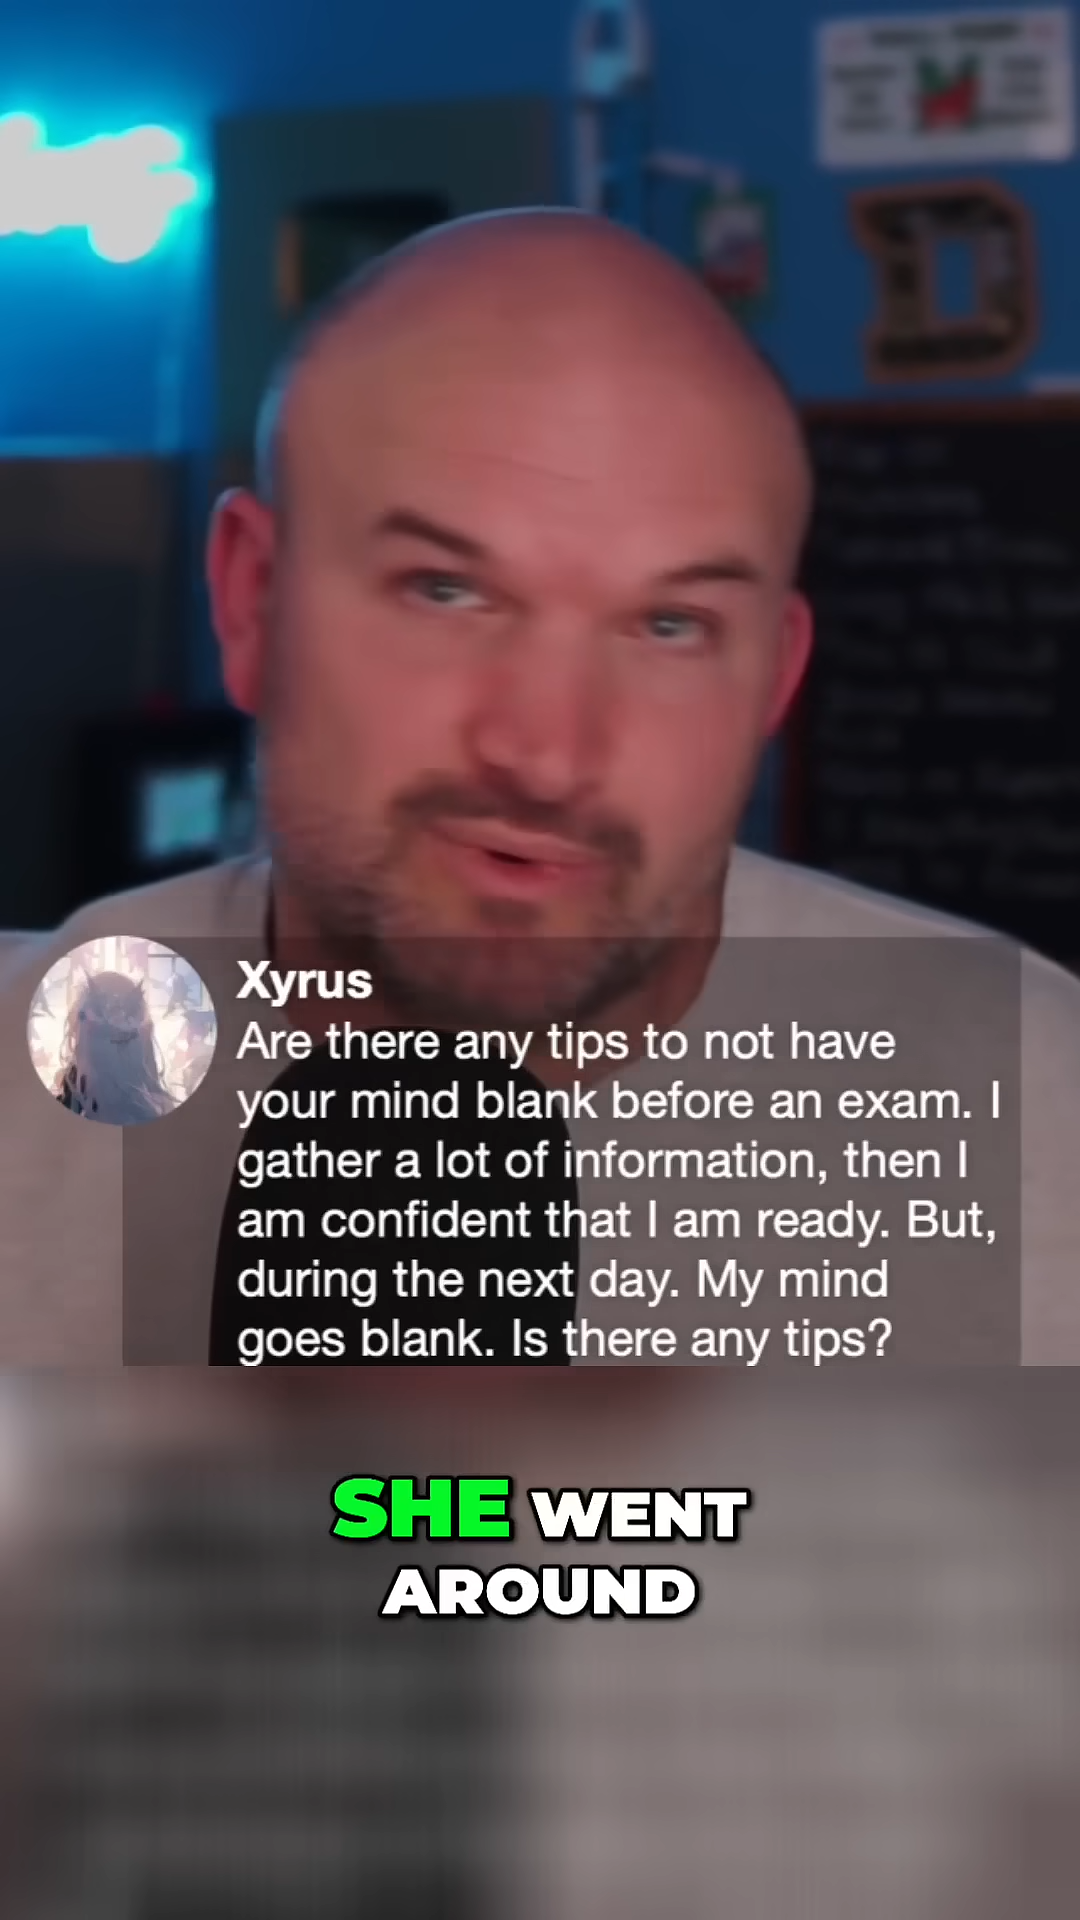 Xyrus
Are there any tips to not have
your mind blank before an exam. I
gather a lot of information, then I
am confident that I am ready. But,
during the next day. My mind
goes blank. Is there any tips?
SHE WENT
AROUND